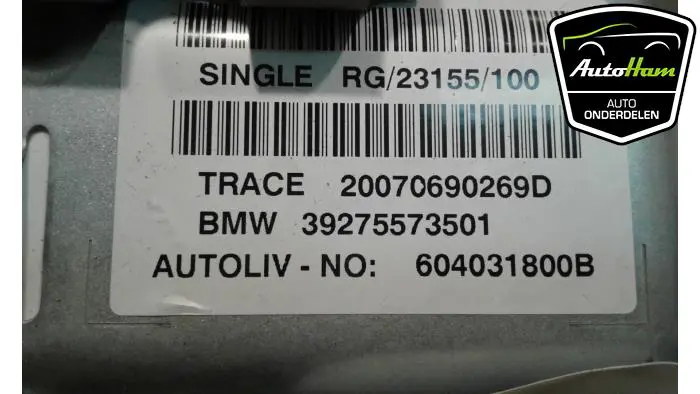 SINGLE RG/23155/100
TRACE 20070690269D
BMW 39275573501
AUTOLIV - NO: 604031800B
AutoHam
AUTO
ONDERDELEN